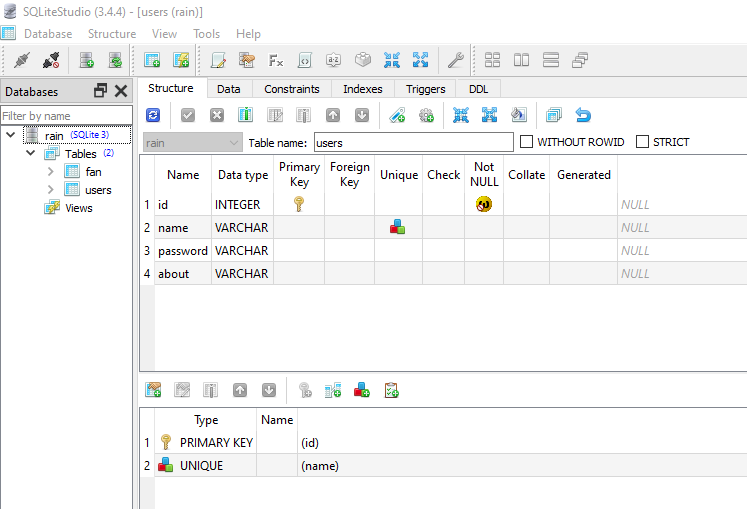 SQLiteStudio (3.4.4) - [users (rain)]
Database Structure View Tools Help
Databases
Filter by name
rain (SQLite 3)
Tables (2)
fan
users
Views
Structure Data Constraints Indexes Triggers DDL
rain Table name: users WITHOUT ROWID STRICT
Name Data type Primary Key Foreign Key Unique Check Not NULL Collate Generated
1 id INTEGER NULL
2 name VARCHAR NULL
3 password VARCHAR NULL
4 about VARCHAR NULL
Type Name
1 PRIMARY KEY (id)
2 UNIQUE (name)